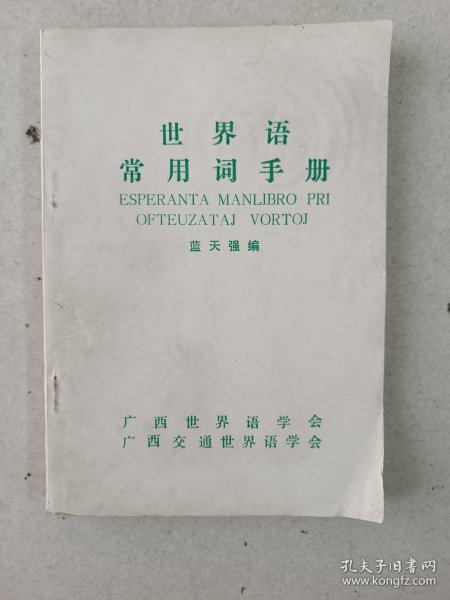 世界语
常用词手册
ESPERANTA MANLIBRO PRI
OFTEUZATAJ VORTOJ
蓝天强编
广西世界语学会
广西交通世界语学会
孔夫子旧书网
www.kongfz.com